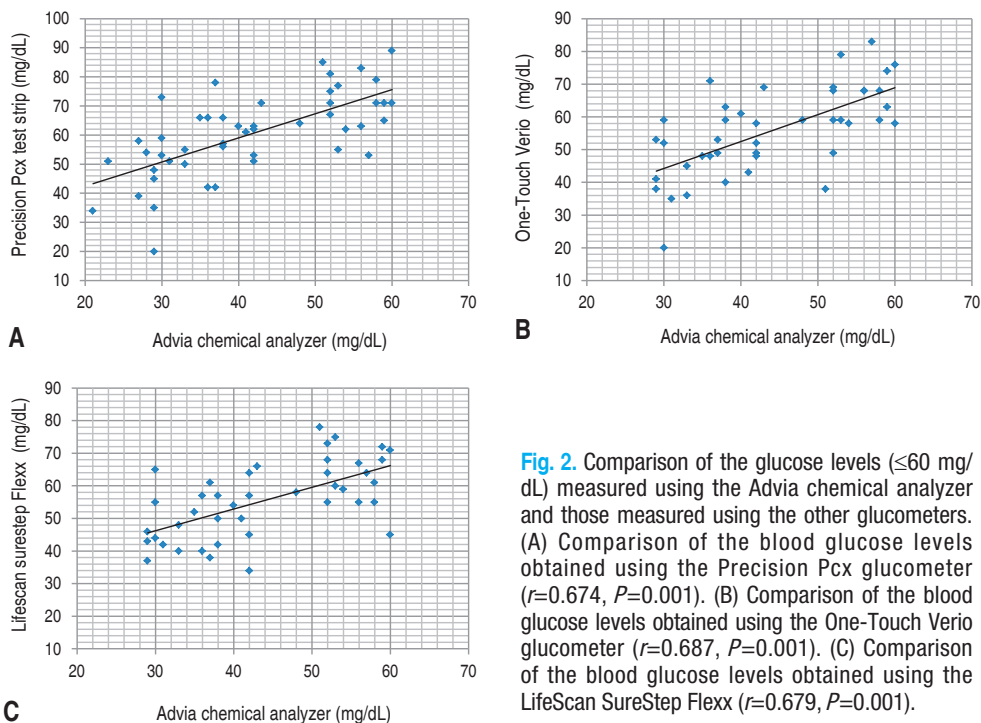 Precision Pcx test strip (mg/dL)
100
90
80
70
60
50
40
30
20
10
20 30 40 50 60 70
Advia chemical analyzer (mg/dL)
A
One-Touch Verio (mg/dL)
90
80
70
60
50
40
30
20
10
20 30 40 50 60 70
Advia chemical analyzer (mg/dL)
B
Lifescan surestep Flexx (mg/dL)
90
80
70
60
50
40
30
20
10
20 30 40 50 60 70
Advia chemical analyzer (mg/dL)
C
Fig. 2. Comparison of the glucose levels (≤60 mg/
dL) measured using the Advia chemical analyzer
and those measured using the other glucometers.
(A) Comparison of the blood glucose levels
obtained using the Precision Pcx glucometer
(r=0.674, P=0.001). (B) Comparison of the blood
glucose levels obtained using the One-Touch Verio
glucometer (r=0.687, P=0.001). (C) Comparison
of the blood glucose levels obtained using the
LifeScan SureStep Flexx (r=0.679, P=0.001).